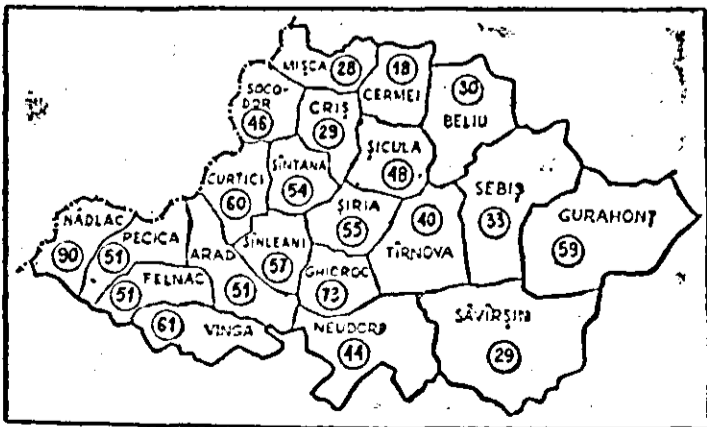 MIȘCA 28
18
CERMEI
30
BELIU
SOCO-
DOR
46
CRIȘ
29
ȘICULA
48
CURTICI
60
SÎNTANA
54
SEBIȘ
33
ȘIRIA
55
40
TÎRNOVA
GURAHONȚ
59
NĂDLAC
90
PECICA
51
ARAD
51
SÎNLEANI
57
GHIOROC
73
FELNAC
51
61 VINGA
NEUDORF
44
SĂVÎRȘIN
29